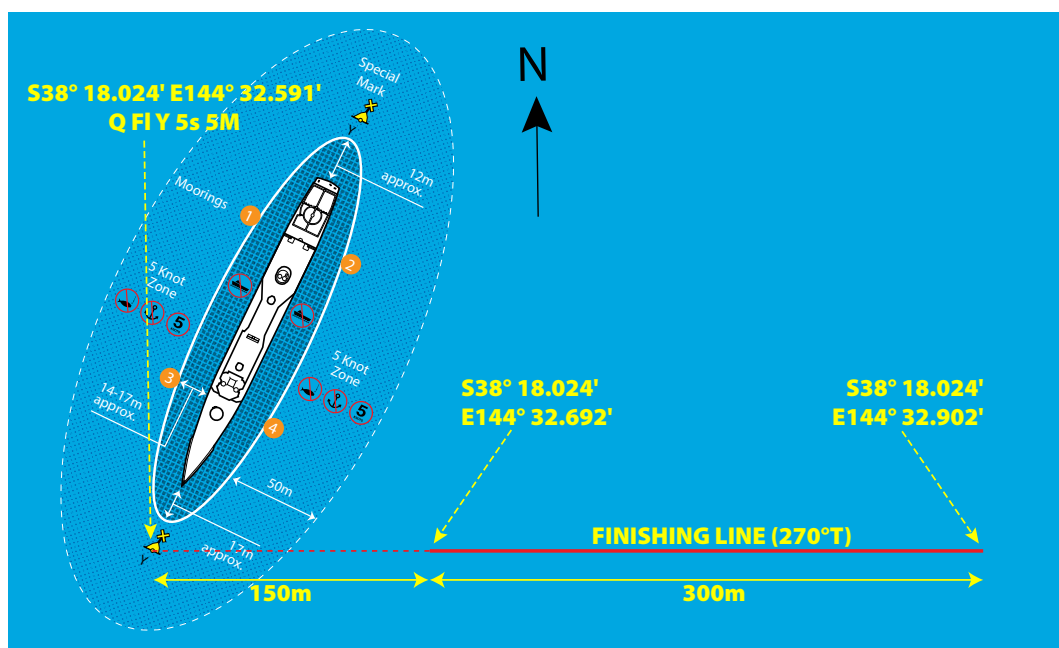 Special
Mark
N
S38° 18.024' E144° 32.591'
Q Fl Y 5s 5M
Y
12m
approx.
Moorings
1
2
5 Knot
Zone
5
3
14-17m
approx.
5 Knot
Zone
5
4
50m
12m
approx.
Y
S38° 18.024'
E144° 32.692'
S38° 18.024'
E144° 32.902'
FINISHING LINE (270°T)
150m
300m